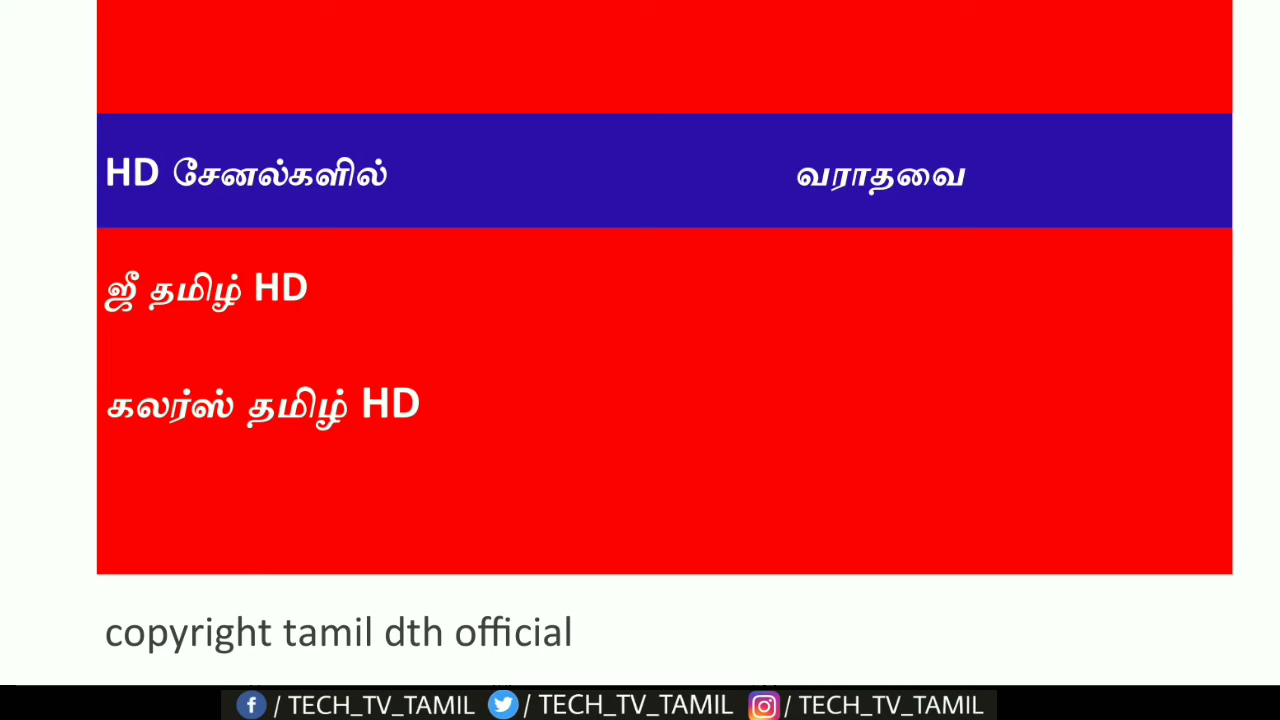 HD சேனல்களில் வராதவை
ஜீ தமிழ் HD
கலர்ஸ் தமிழ் HD
copyright tamil dth official
/ TECH_TV_TAMIL / TECH_TV_TAMIL / TECH_TV_TAMIL